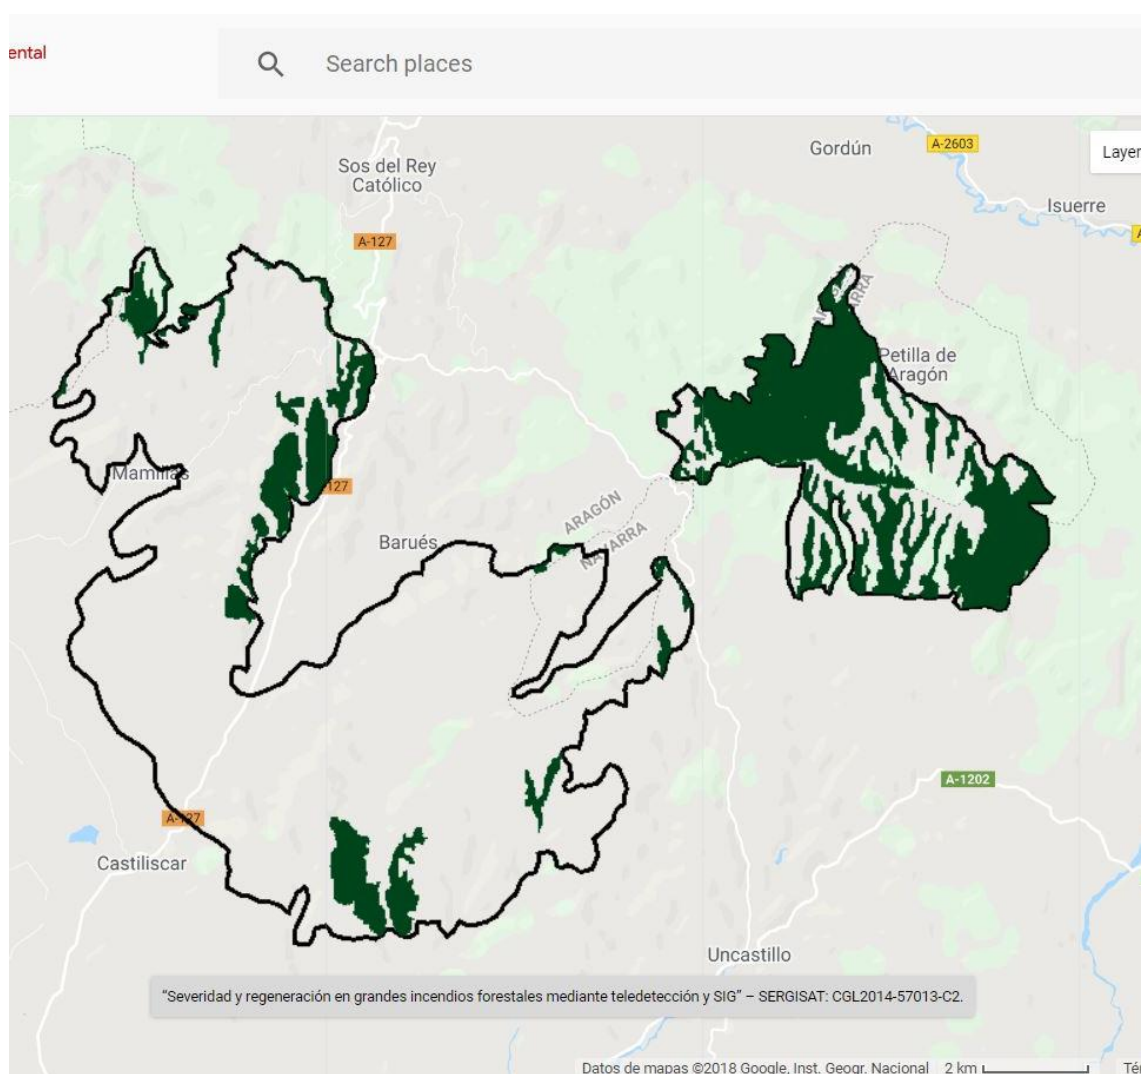 ental
Search places
Gordún
A-2603
Layer
Sos del Rey
Católico
Isuerre
A-127
A
NAVARRA
Petilla de
Aragón
Mamillas
127
ARAGÓN
NAVARRA
Barués
A-1202
A-127
Castiliscar
Uncastillo
“Severidad y regeneración en grandes incendios forestales mediante teledetección y SIG” – SERGISAT: CGL2014-57013-C2.
Datos de mapas ©2018 Google, Inst. Geogr. Nacional 2 km Tér